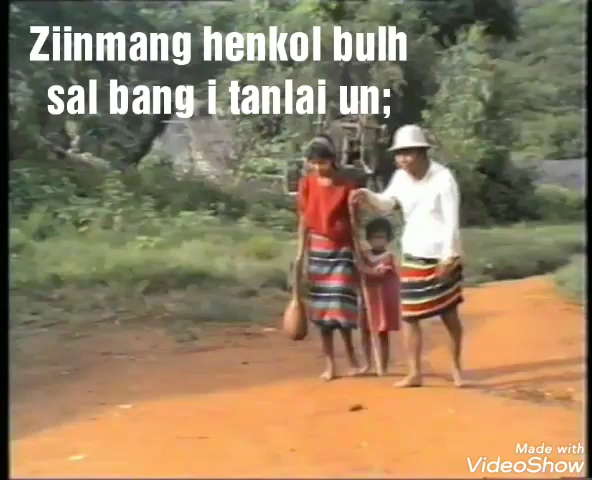 Ziinmang henkol bulh
sal bang i tanlai un;
Made with
VideoShow